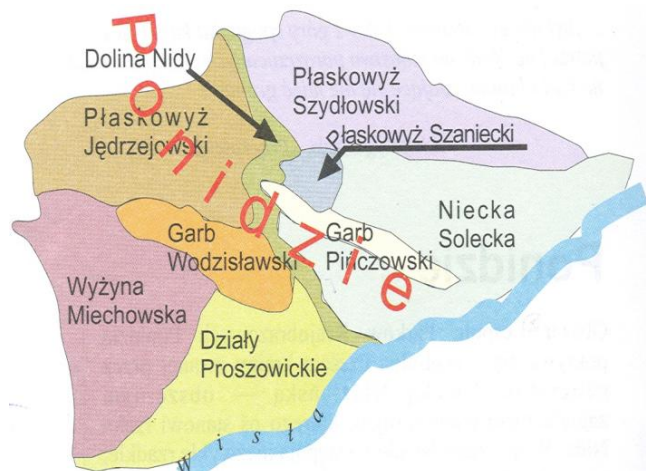 Ponidzie
Dolina Nidy
Płaskowyż
Szydłowski
Płaskowyż
Jędrzejowski
Płaskowyż Szaniecki
Niecka
Solecka
Garb
Wodzisławski
Garb
Pińczowski
Wyżyna
Miechowska
Działy
Proszowickie
wisła